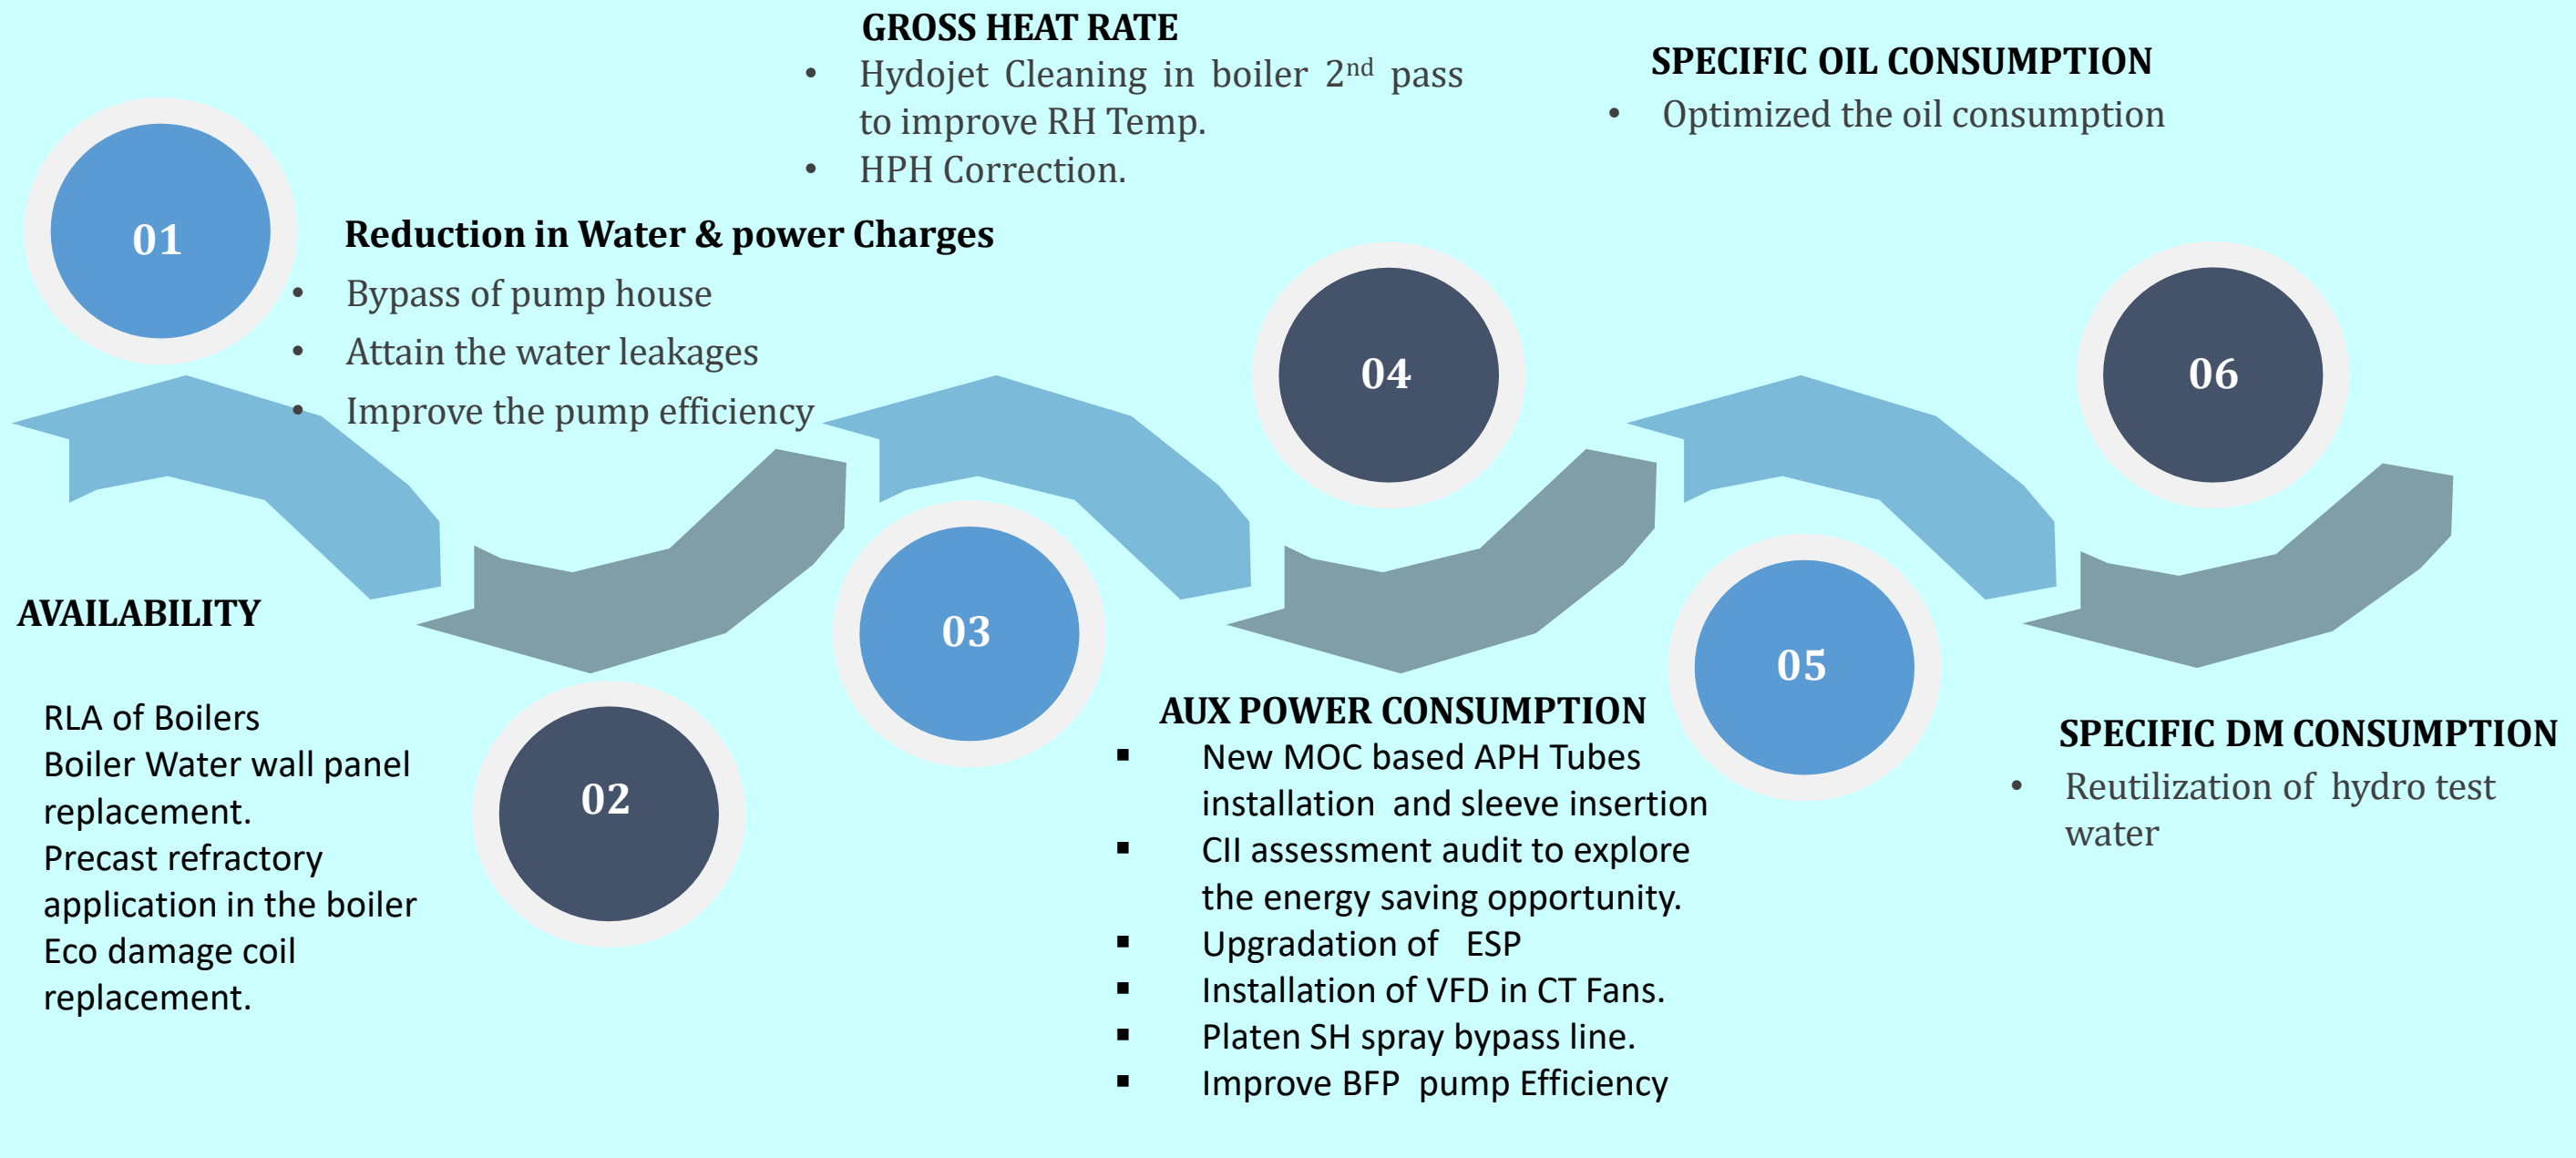 01
AVAILABILITY
RLA of Boilers
Boiler Water wall panel
replacement.
Precast refractory
application in the boiler
Eco damage coil
replacement.
02
Reduction in Water & power Charges
• Bypass of pump house
• Attain the water leakages
• Improve the pump efficiency
03
GROSS HEAT RATE
• Hydojet Cleaning in boiler 2nd pass
to improve RH Temp.
• HPH Correction.
04
AUX POWER CONSUMPTION
▪ New MOC based APH Tubes
installation and sleeve insertion
▪ CII assessment audit to explore
the energy saving opportunity.
▪ Upgradation of ESP
▪ Installation of VFD in CT Fans.
▪ Platen SH spray bypass line.
▪ Improve BFP pump Efficiency
05
SPECIFIC OIL CONSUMPTION
• Optimized the oil consumption
06
SPECIFIC DM CONSUMPTION
• Reutilization of hydro test
water